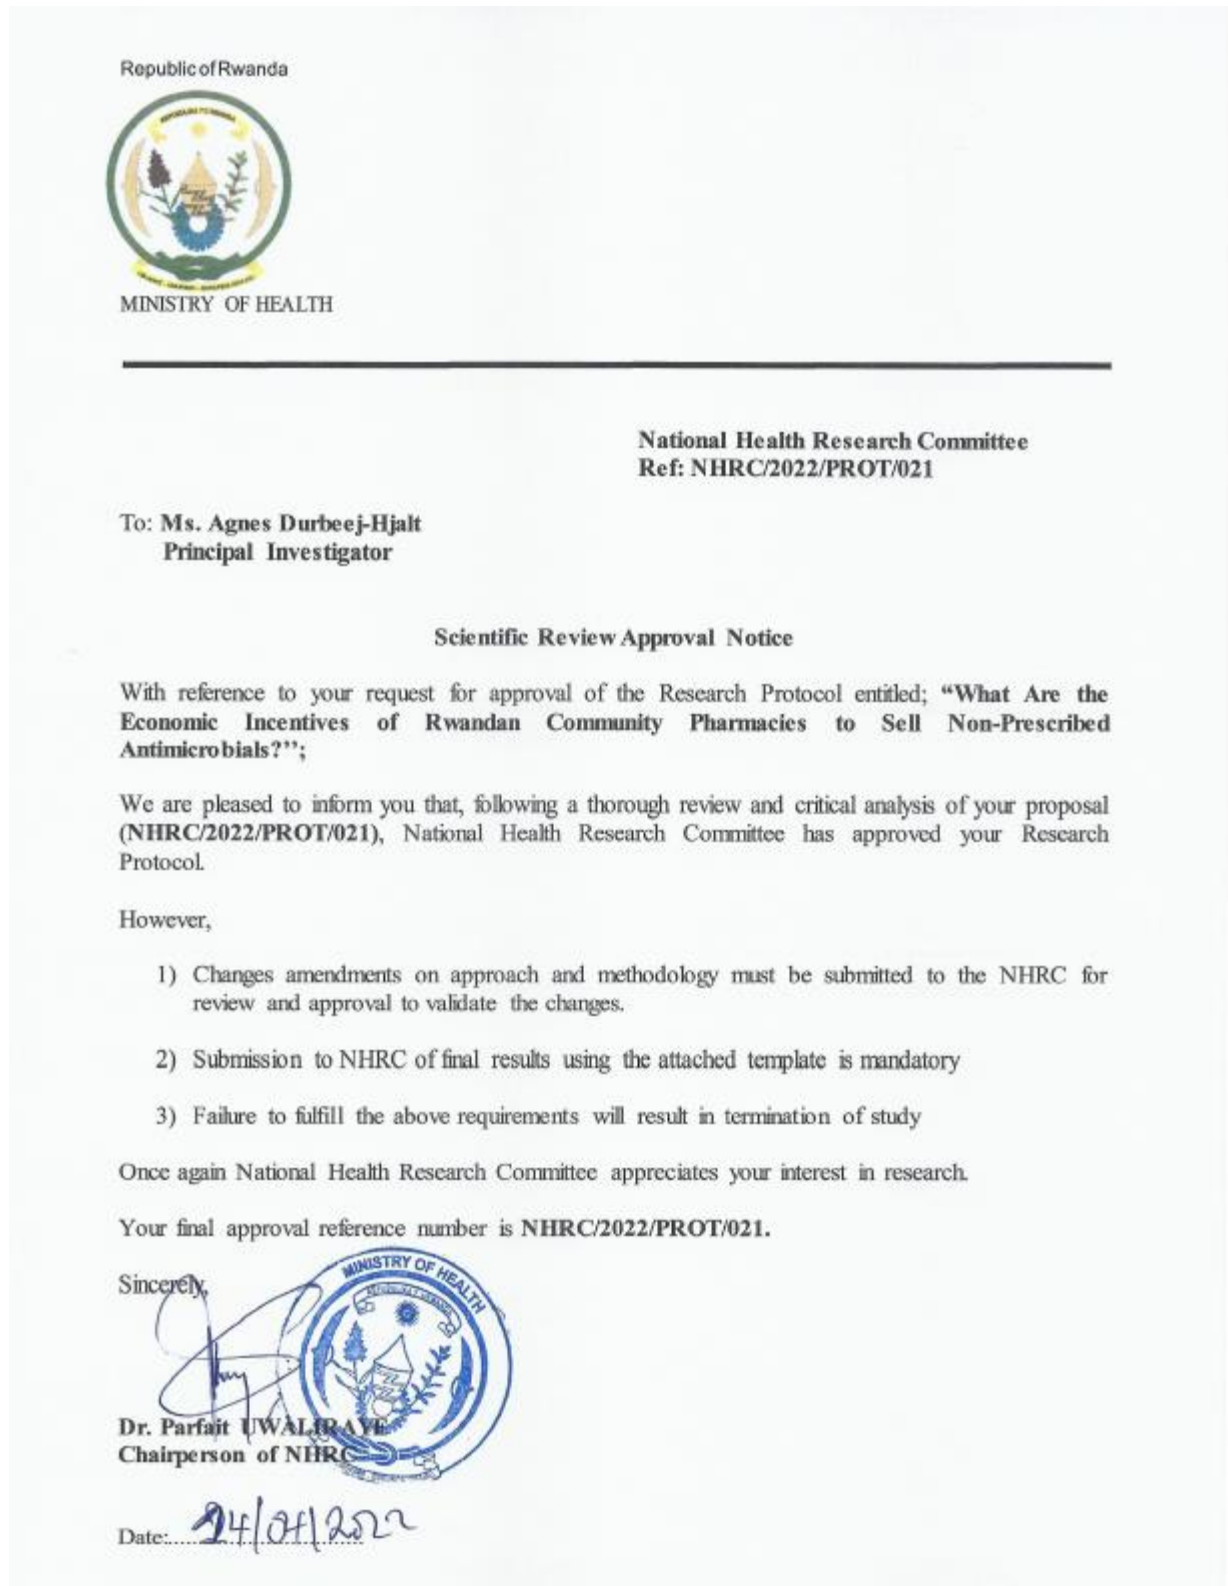 Republic of Rwanda
MINISTRY OF HEALTH
National Health Research Committee
Ref: NHRC/2022/PROT/021
To: Ms. Agnes Durbeej-Hjalt
Principal Investigator
Scientific Review Approval Notice
With reference to your request for approval of the Research Protocol entitled; “What Are the
Economic Incentives of Rwandan Community Pharmacies to Sell Non-Prescribed
Antimicrobials?’’;
We are pleased to inform you that, following a thorough review and critical analysis of your proposal
(NHRC/2022/PROT/021), National Health Research Committee has approved your Research
Protocol.
However,
1) Changes amendments on approach and methodology must be submitted to the NHRC for
review and approval to validate the changes.
2) Submission to NHRC of final results using the attached template is mandatory
3) Failure to fulfill the above requirements will result in termination of study
Once again National Health Research Committee appreciates your interest in research.
Your final approval reference number is NHRC/2022/PROT/021.
Sincerely,
MINISTRY OF HEALTH
Dr. Parfait UWALIRAYE
Chairperson of NHRC
Date: